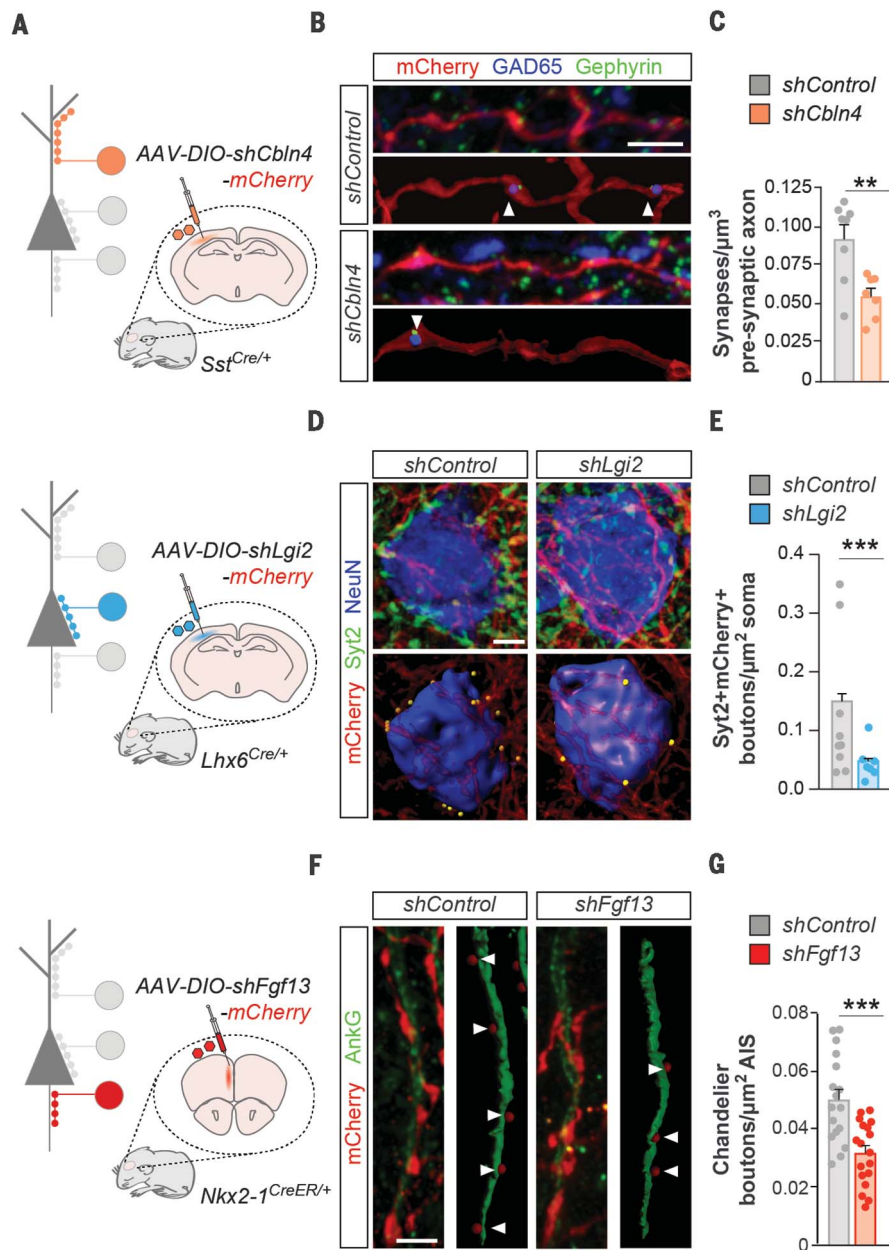 A
AAV-DIO-shCbln4
-mCherry
Sst^Cre/+
B
mCherry GAD65 Gephyrin
shControl
shCbln4
C
shControl
shCbln4
**
Synapses/μm³
pre-synaptic axon
0.125
0.100
0.075
0.050
0.025
0
AAV-DIO-shLgi2
-mCherry
Lhx6^Cre/+
D
shControl
shLgi2
mCherry Syt2 NeuN
E
shControl
shLgi2
***
Syt2+mCherry+
boutons/μm² soma
0.4
0.3
0.2
0.1
0.0
AAV-DIO-shFgf13
-mCherry
Nkx2-1^CreER/+
F
shControl
shFgf13
mCherry AnkG
G
shControl
shFgf13
***
Chandelier
boutons/μm² AIS
0.08
0.06
0.04
0.02
0